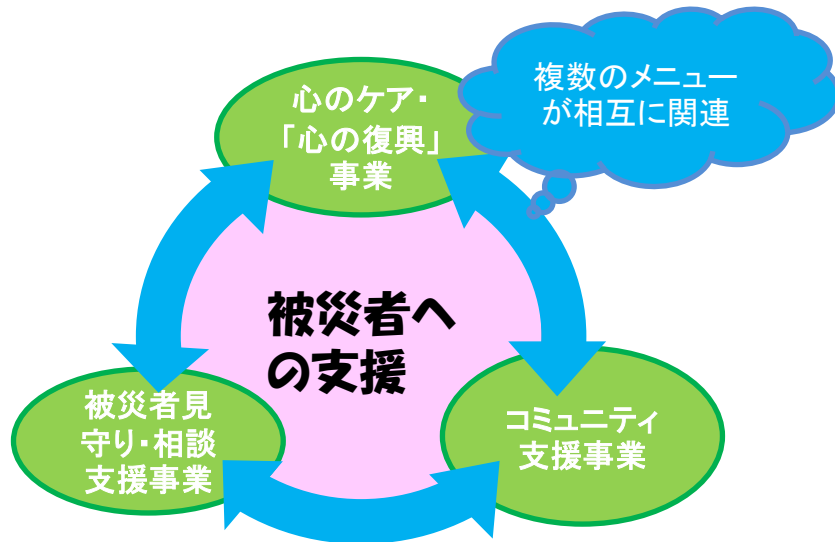 心のケア・
「心の復興」
事業
複数のメニュー
が相互に関連
被災者へ
の支援
被災者見
守り・相談
支援事業
コミュニティ
支援事業